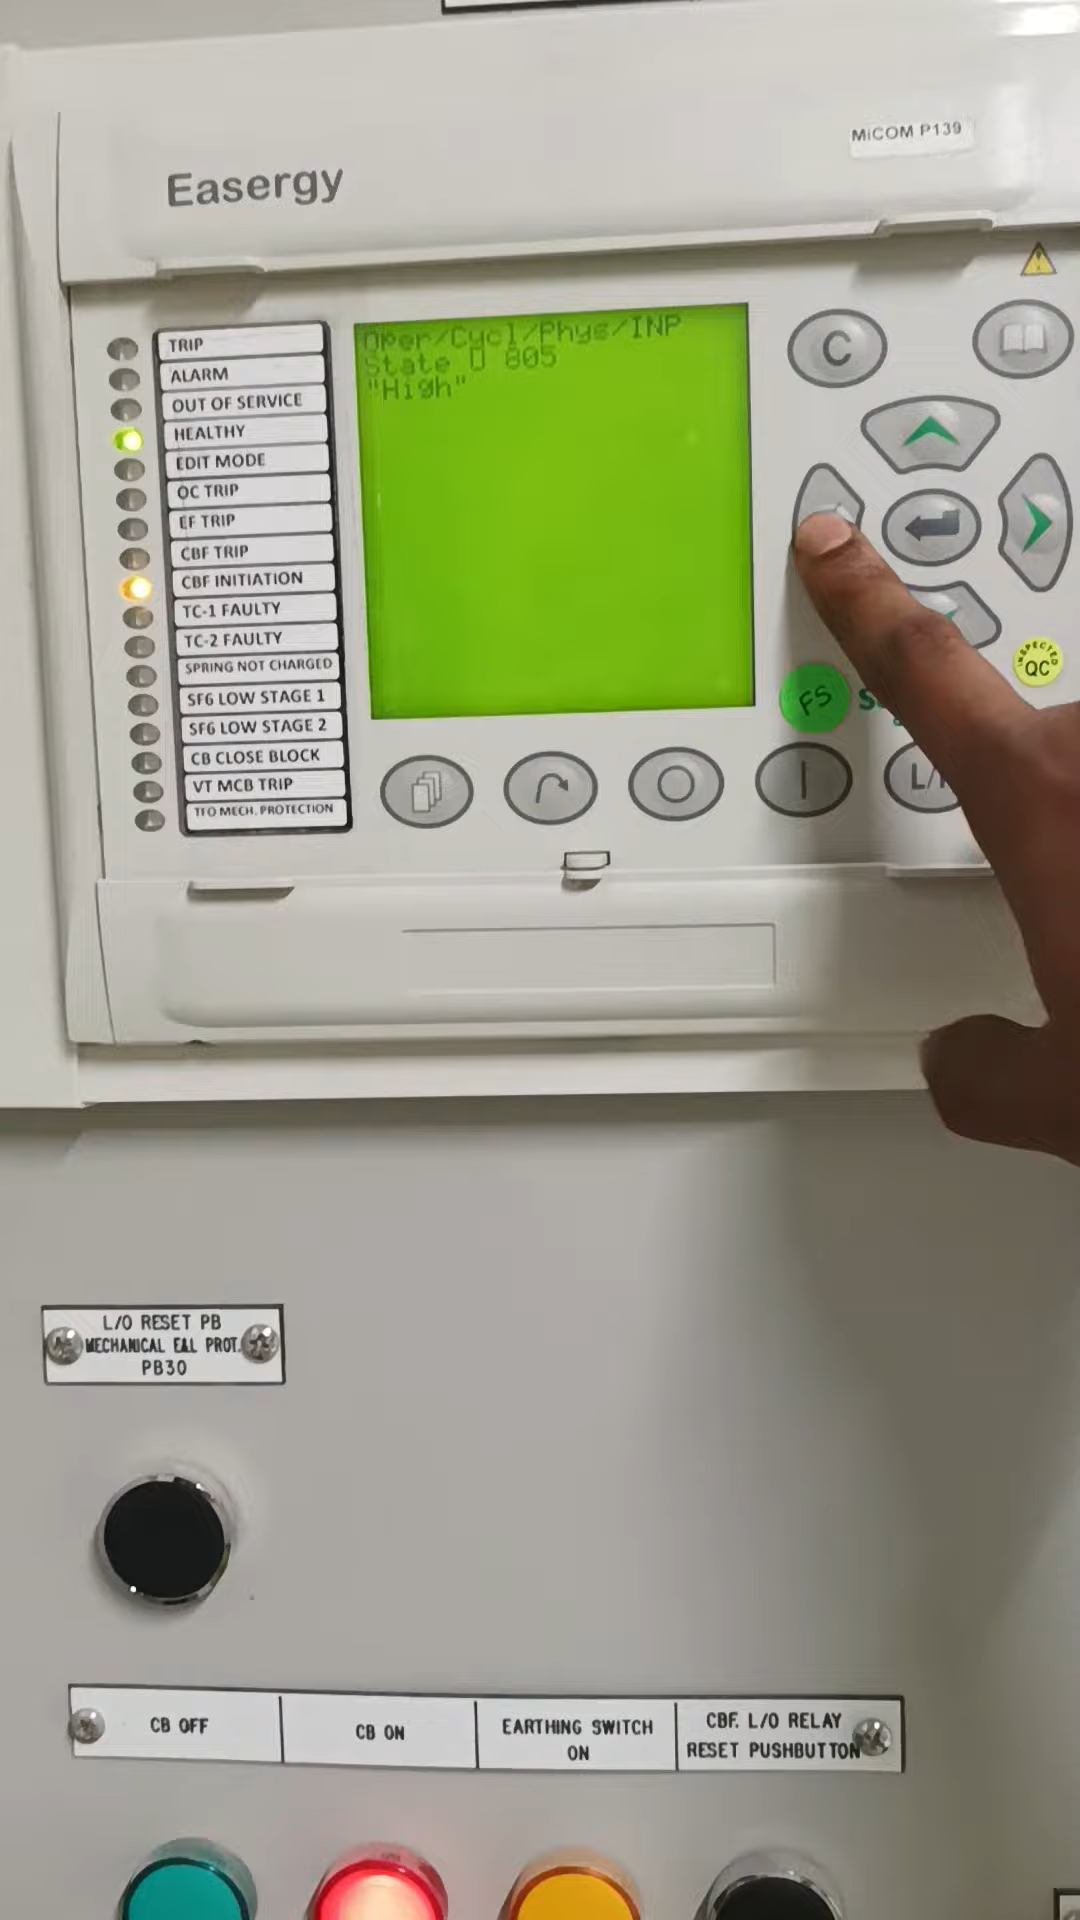 MiCOM P139
Easergy
TRIP
ALARM
OUT OF SERVICE
HEALTHY
EDIT MODE
OC TRIP
EF TRIP
CBF TRIP
CBF INITIATION
TC-1 FAULTY
TC-2 FAULTY
SPRING NOT CHARGED
SF6 LOW STAGE 1
SF6 LOW STAGE 2
CB CLOSE BLOCK
VT MCB TRIP
TFO MECH. PROTECTION
Oper/Cycl/Phys/INP
State U 805
"High"
C
INSPECTED
QC
FS
L/O RESET PB
MECHANICAL E&L PROT.
PB30
CB OFF
CB ON
EARTHING SWITCH
ON
CBF. L/O RELAY
RESET PUSHBUTTON